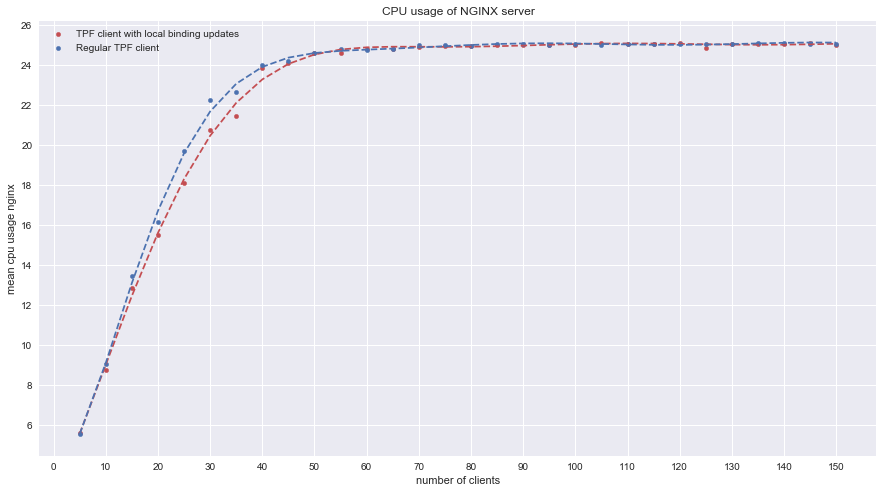 CPU usage of NGINX server
TPF client with local binding updates
Regular TPF client
mean cpu usage nginx
26
24
22
20
18
16
14
12
10
8
6
0 10 20 30 40 50 60 70 80 90 100 110 120 130 140 150
number of clients